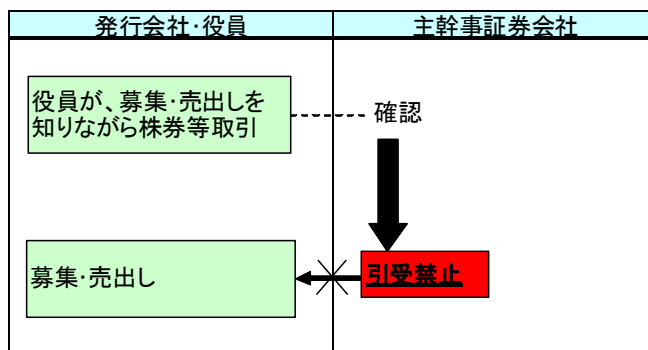 発行会社・役員
主幹事証券会社
役員が、募集・売出しを
知りながら株券等取引
確認
募集・売出し
引受禁止